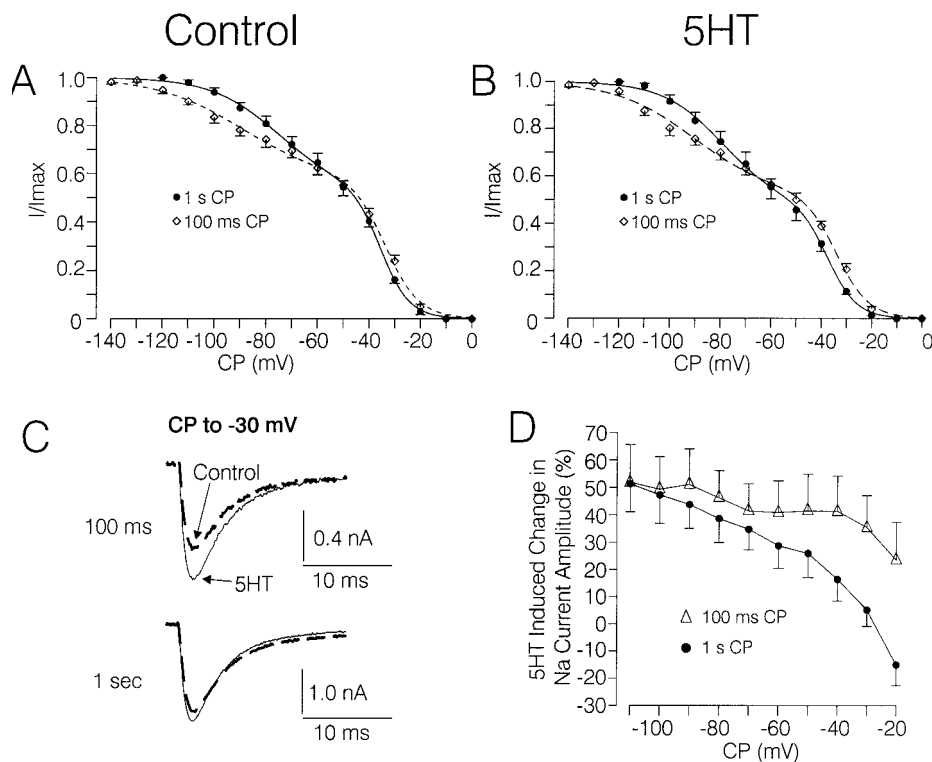 Control
5HT
A
B
I/Imax
1.0
0.8
0.6
0.4
0.2
0
● 1 s CP
◇ 100 ms CP
-140 -120 -100 -80 -60 -40 -20 0
CP (mV)
I/Imax
1.0
0.8
0.6
0.4
0.2
0
● 1 s CP
◇ 100 ms CP
-140 -120 -100 -80 -60 -40 -20 0
CP (mV)
C
CP to -30 mV
Control
100 ms
0.4 nA
10 ms
5HT
1 sec
1.0 nA
10 ms
D
5HT Induced Change in
Na Current Amplitude (%)
70
60
50
40
30
20
10
0
-10
-20
-30
△ 100 ms CP
● 1 s CP
-100 -80 -60 -40 -20
CP (mV)